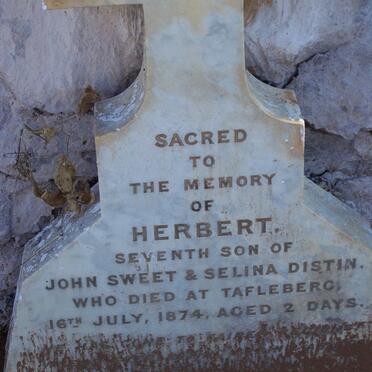 SACRED
TO
THE MEMORY
OF
HERBERT.
SEVENTH SON OF
JOHN SWEET & SELINA DISTIN.
WHO DIED AT TAFLEBERG,
16TH JULY, 1874, AGED 2 DAYS.